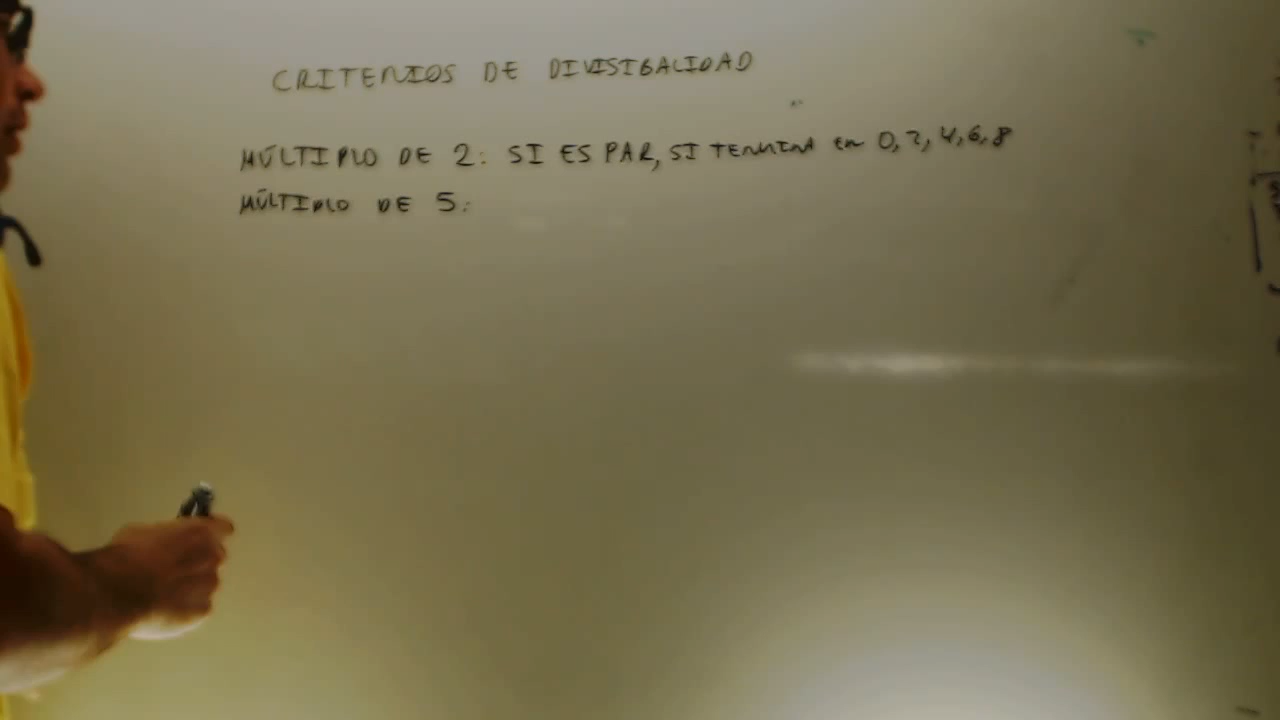 CRITERIOS DE DIVISIBALIDAD
MÚLTIPLO DE 2: SI ES PAR, SI TERMINA en 0, 2, 4, 6, 8
MÚLTIPLO DE 5: